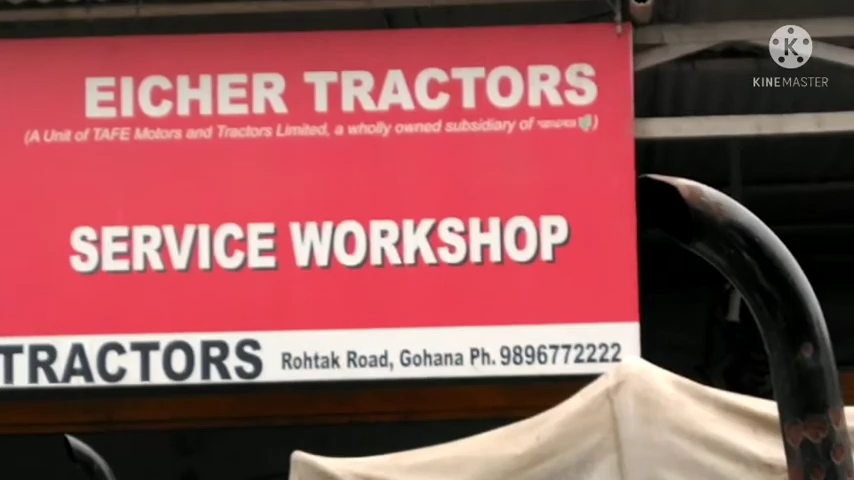 EICHER TRACTORS
(A Unit of TAFE Motors and Tractors Limited, a wholly owned subsidiary of )
SERVICE WORKSHOP
TRACTORS Rohtak Road, Gohana Ph. 9896772222
K
KINEMASTER